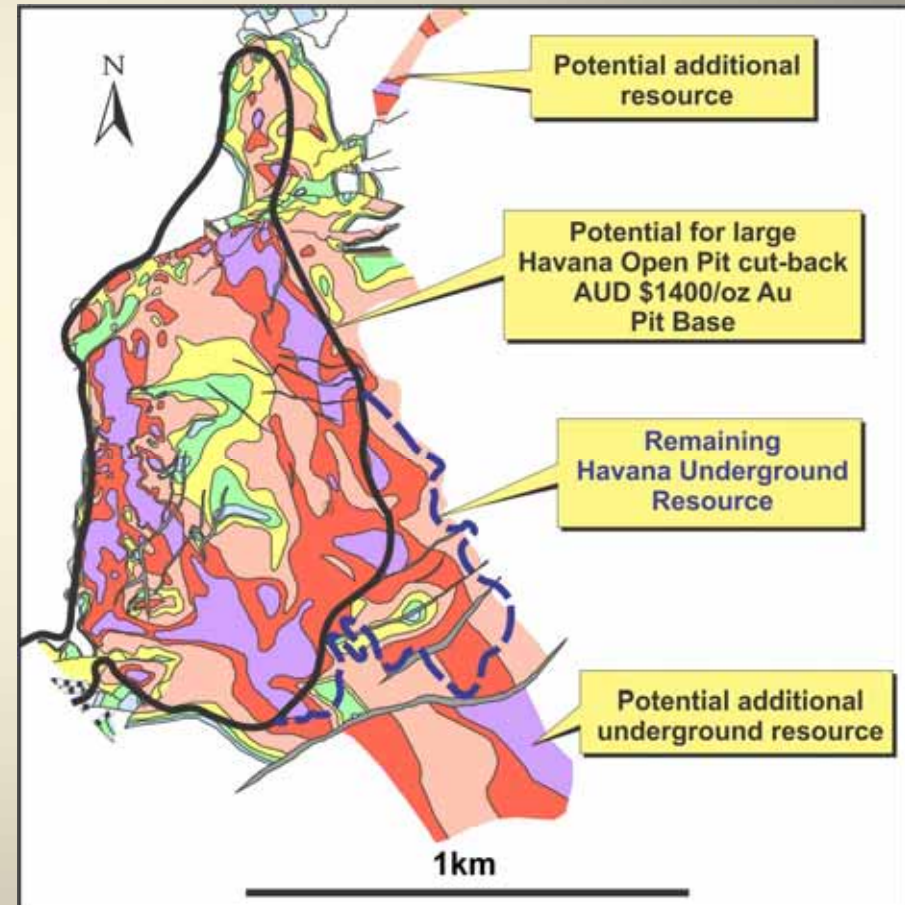 N
Potential additional
resource
Potential for large
Havana Open Pit cut-back
AUD $1400/oz Au
Pit Base
Remaining
Havana Underground
Resource
Potential additional
underground resource
1km